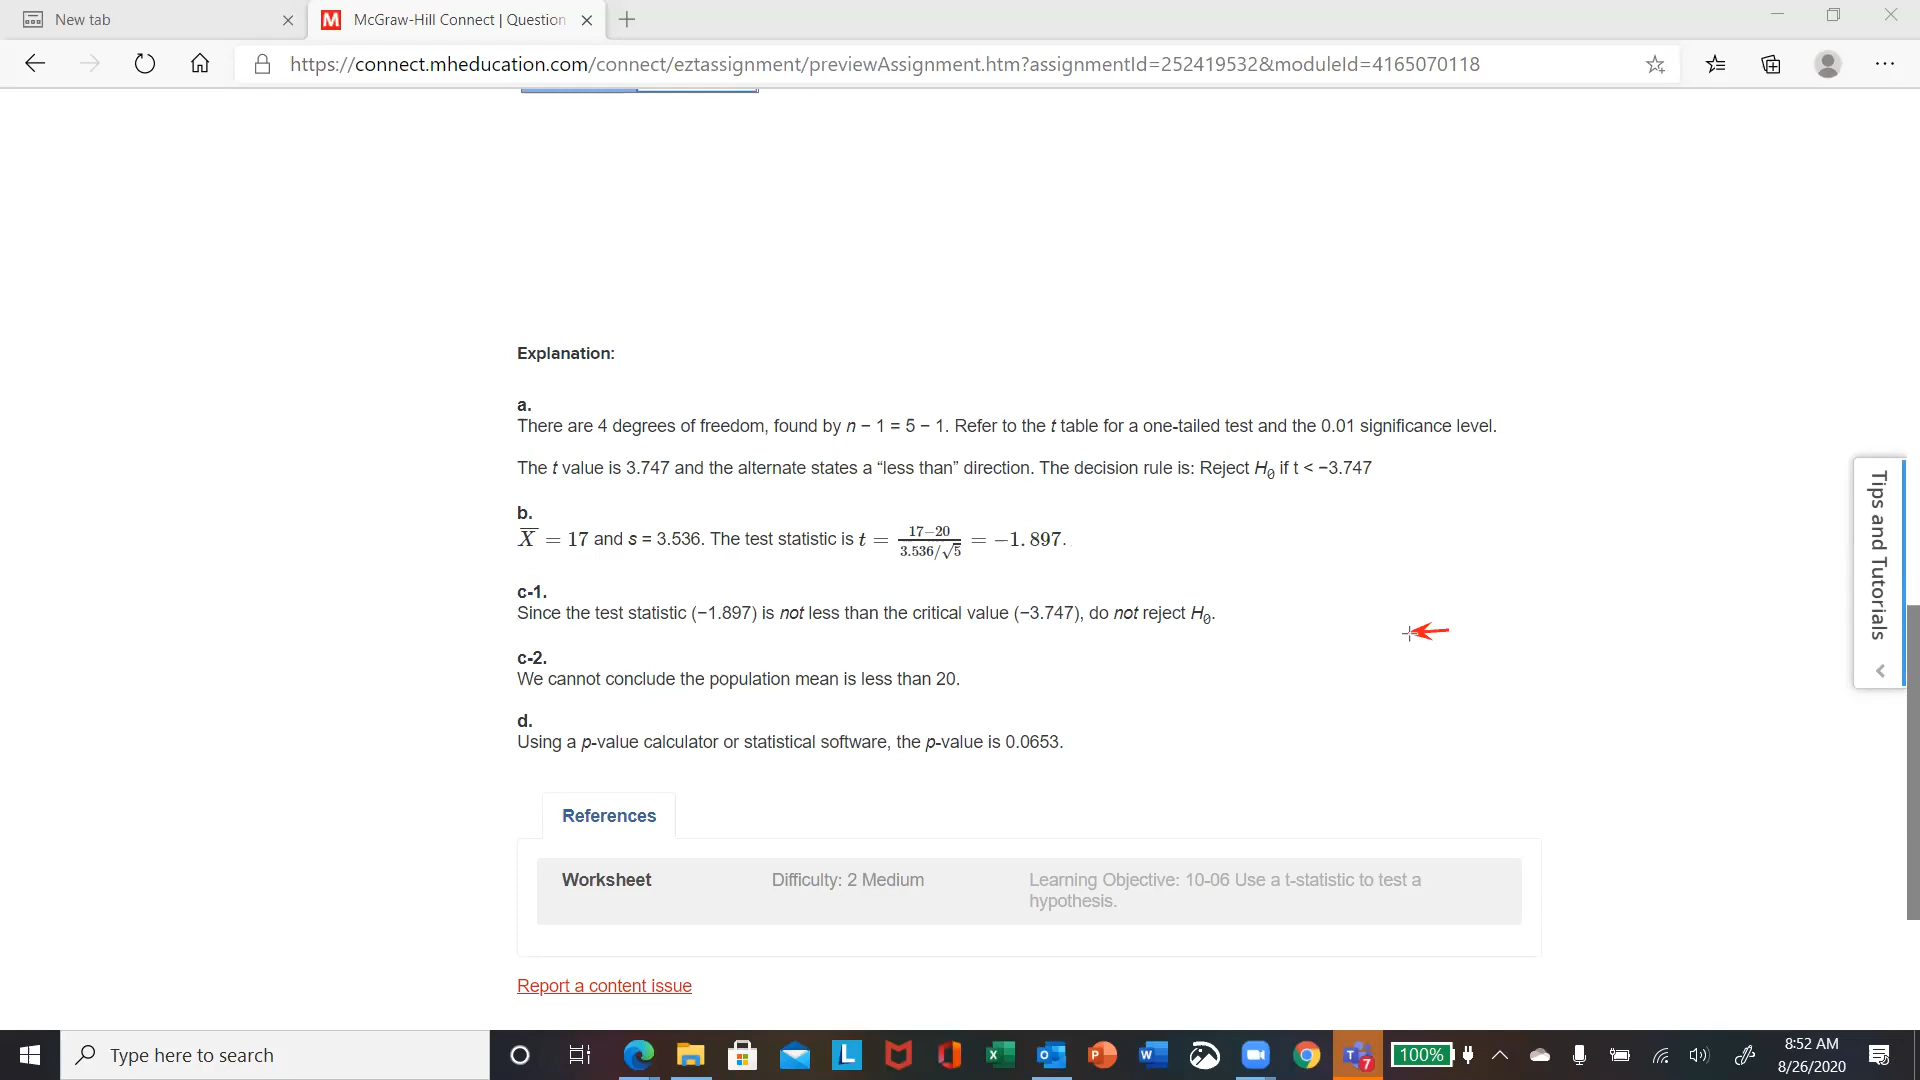 New tab
McGraw-Hill Connect | Question
https://connect.mheducation.com/connect/eztassignment/previewAssignment.htm?assignmentId=252419532&moduleId=4165070118
Explanation:
a.
There are 4 degrees of freedom, found by n − 1 = 5 − 1. Refer to the t table for a one-tailed test and the 0.01 significance level.
The t value is 3.747 and the alternate states a “less than” direction. The decision rule is: Reject H₀ if t < −3.747
b.
X̅ = 17 and s = 3.536. The test statistic is t = (17−20)/(3.536/√5) = −1.897.
c-1.
Since the test statistic (−1.897) is not less than the critical value (−3.747), do not reject H₀.
c-2.
We cannot conclude the population mean is less than 20.
d.
Using a p-value calculator or statistical software, the p-value is 0.0653.
References
Worksheet
Difficulty: 2 Medium
Learning Objective: 10-06 Use a t-statistic to test a
hypothesis.
Report a content issue
Tips and Tutorials
Type here to search
100%
7
8:52 AM
8/26/2020